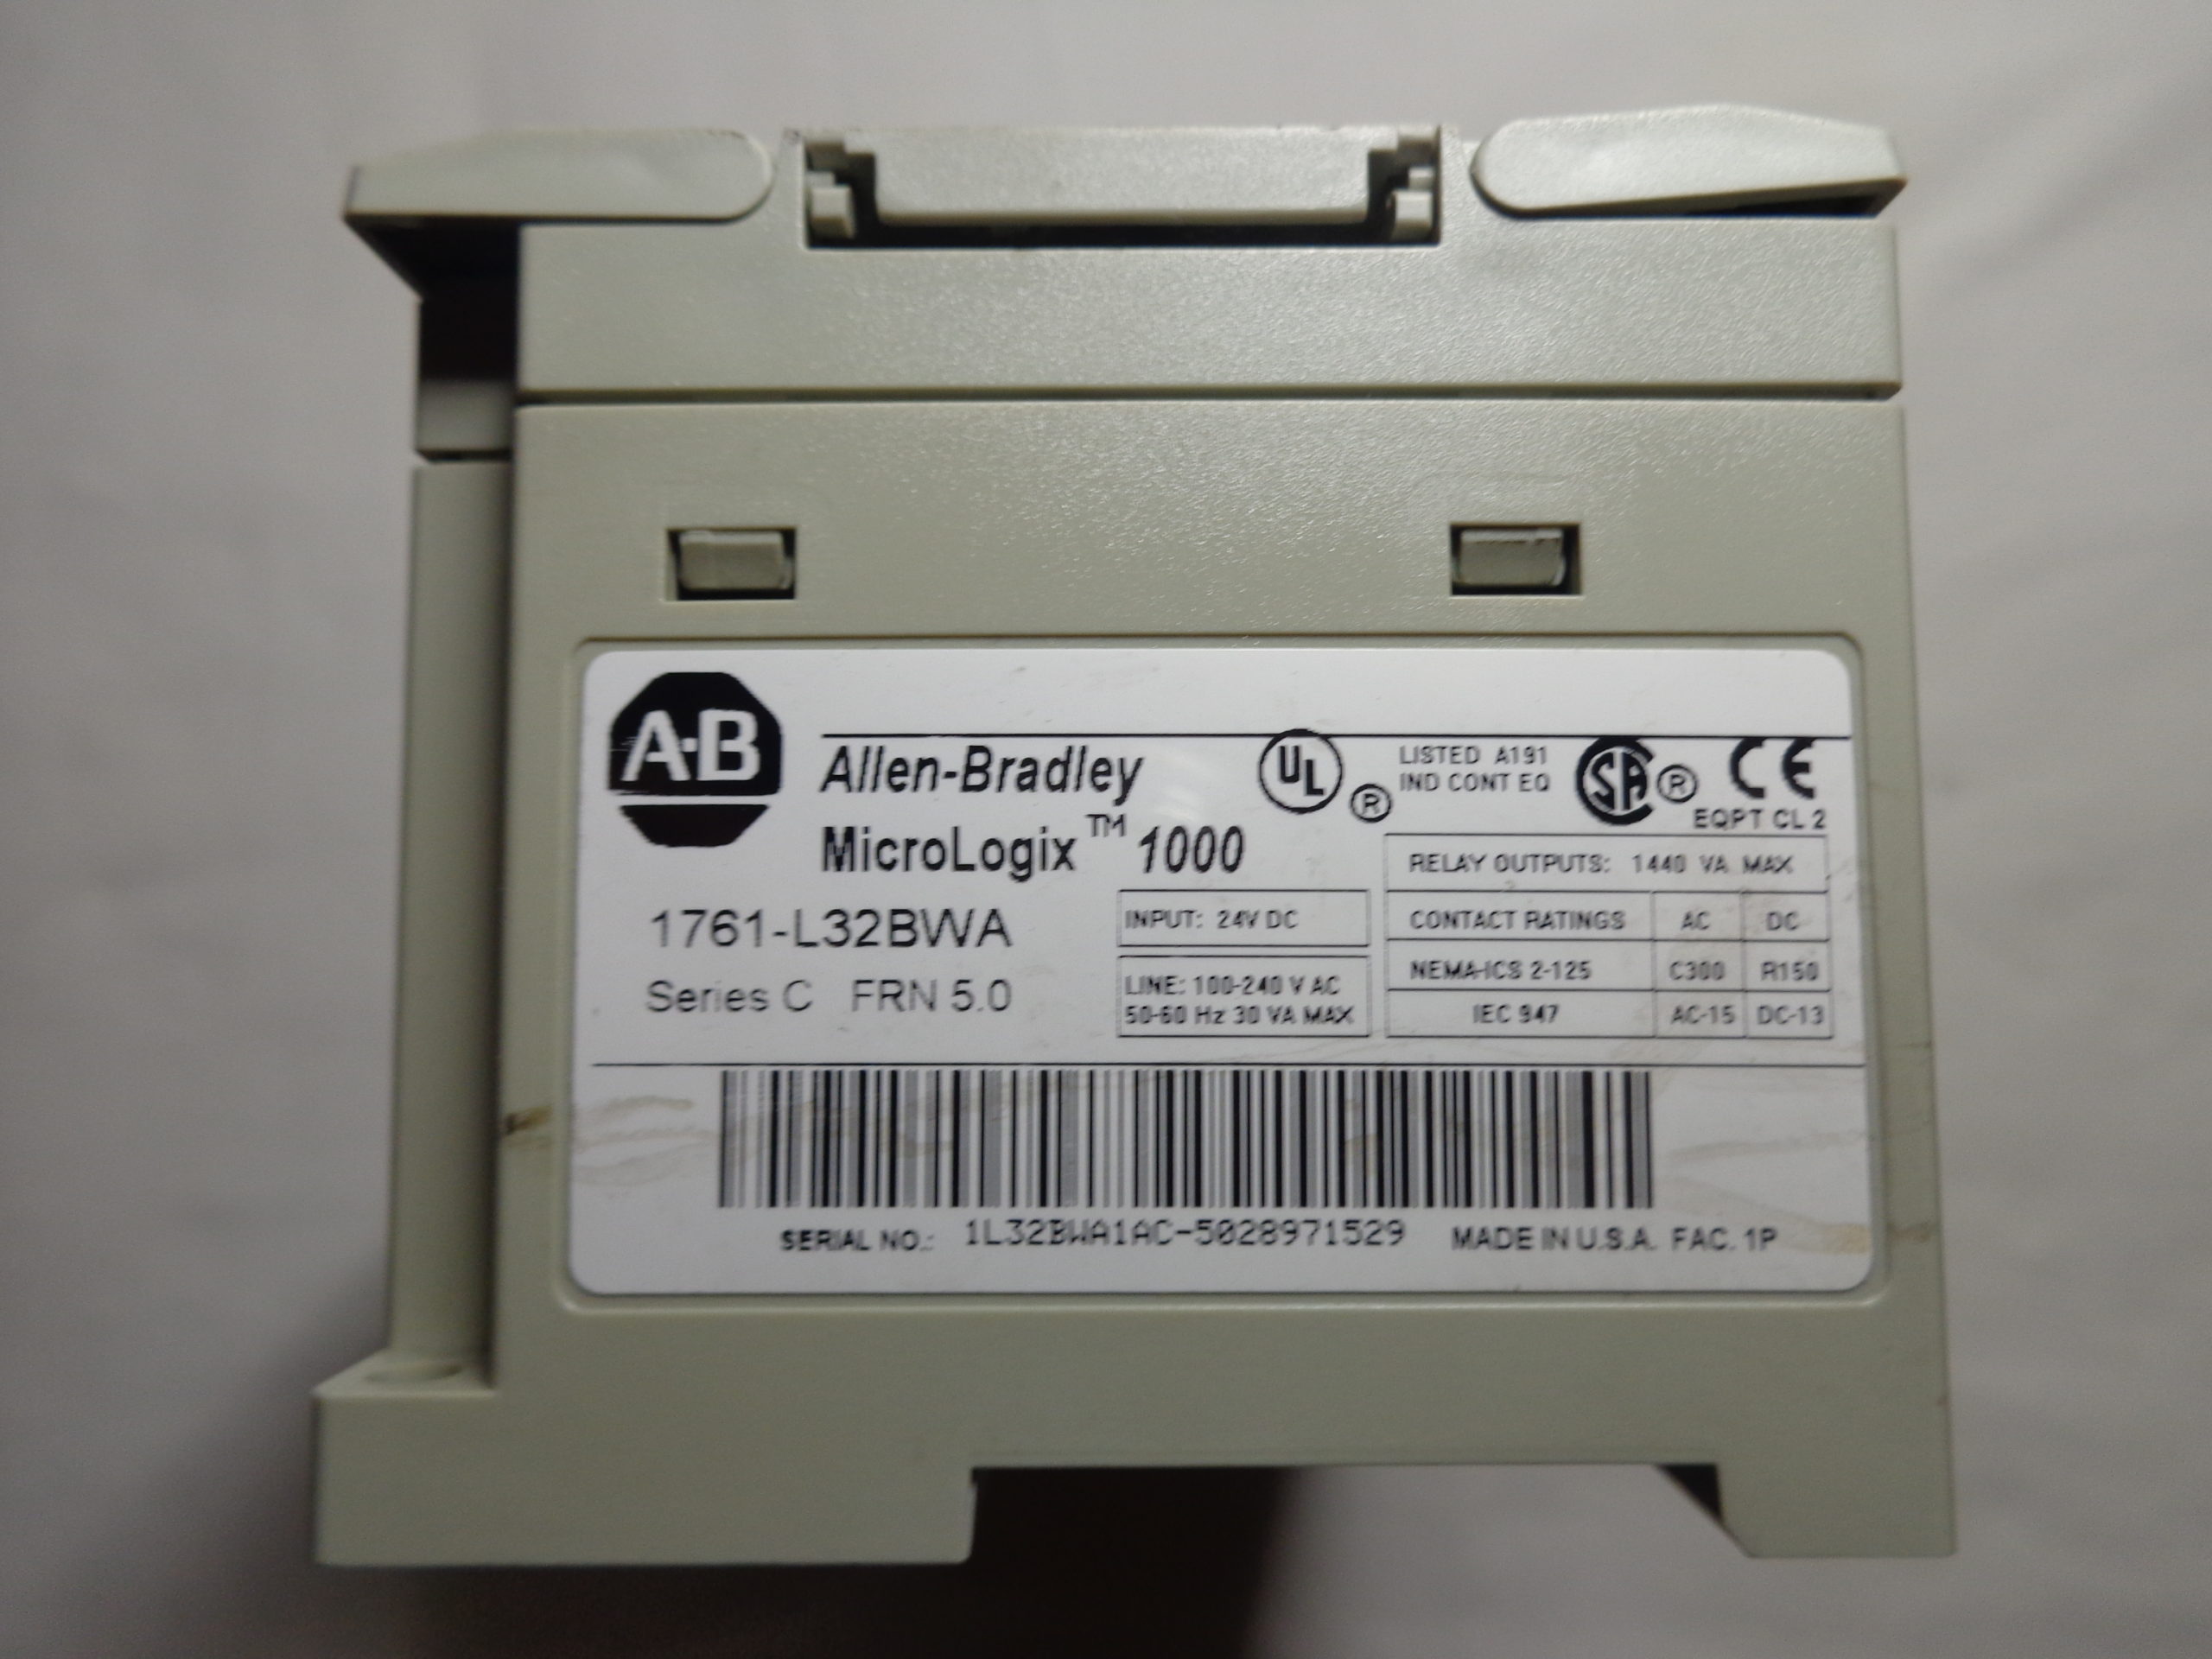 A-B
Allen-Bradley
MicroLogix™ 1000
1761-L32BWA
Series C FRN 5.0
UL ®
LISTED A191
IND CONT EQ
SA ®
CE
EQPT CL 2
INPUT: 24V DC
LINE: 100-240 V AC
50-60 Hz 30 VA MAX
RELAY OUTPUTS: 1440 VA MAX
CONTACT RATINGS AC DC
NEMA-ICS 2-125 C300 R150
IEC 947 AC-15 DC-13
SERIAL NO.: 1L32BWA1AC-5028971529 MADE IN U.S.A. FAC. 1P